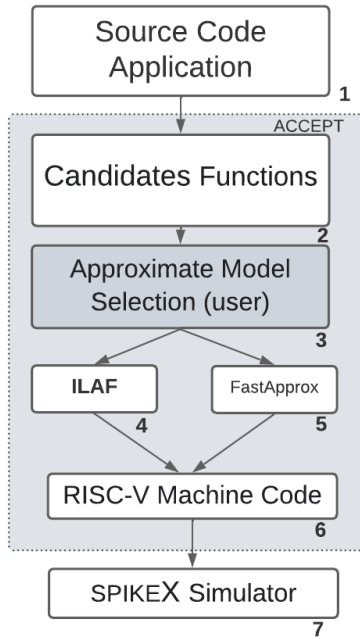 Source Code
Application
1
ACCEPT
Candidates Functions
2
Approximate Model
Selection (user)
3
ILAF
4
FastApprox
5
RISC-V Machine Code
6
SPIKEX Simulator
7